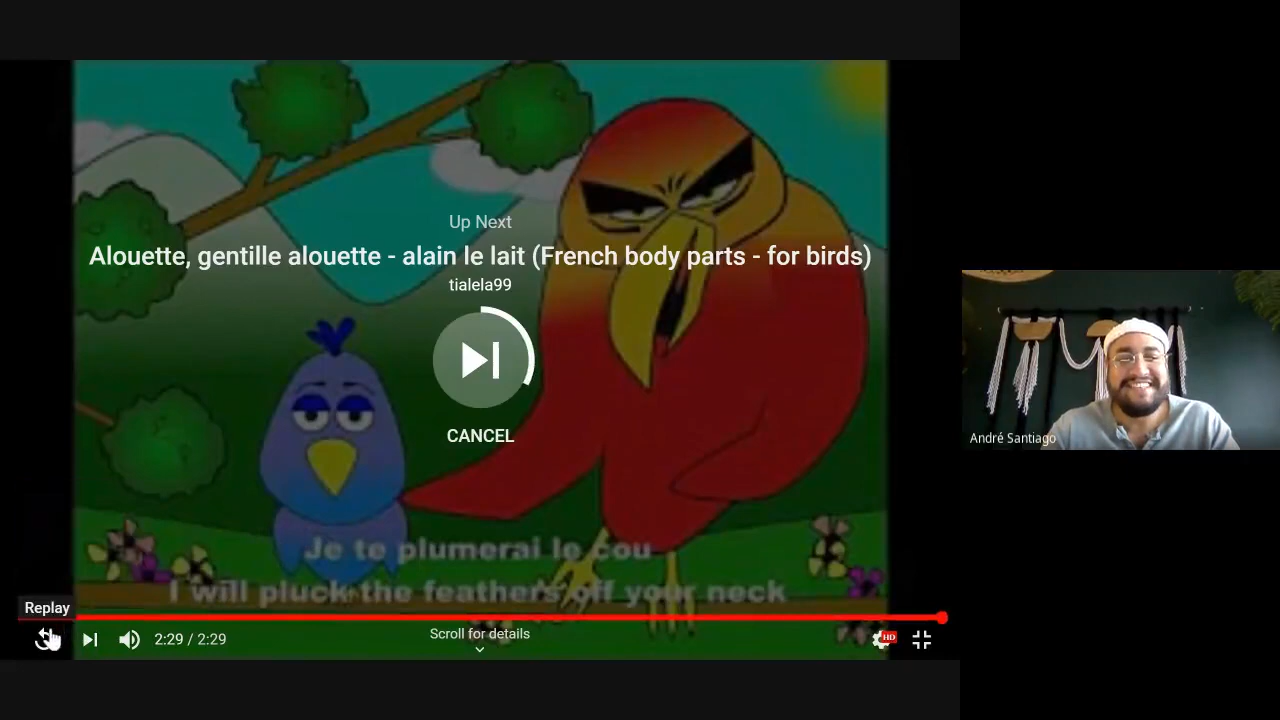 Up Next
Alouette, gentille alouette - alain le lait (French body parts - for birds)
tialela99
CANCEL
André Santiago
Je te plumerai le cou
I will pluck the feathers off your neck
Replay
2:29 / 2:29
Scroll for details
HD